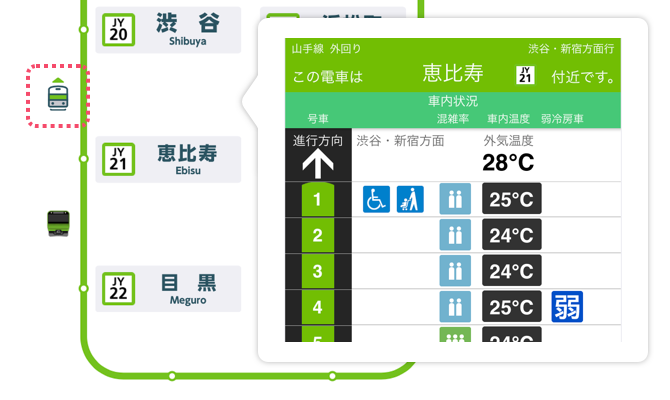 JY
20
渋 谷
Shibuya
JY
21
恵比寿
Ebisu
JY
22
目 黒
Meguro
山手線 外回り
渋谷・新宿方面行
この電車は
恵比寿
JY
21
付近です。
車内状況
号車
混雑率
車内温度
弱冷房車
進行方向
渋谷・新宿方面
外気温度
28°C
1
25°C
2
24°C
3
24°C
4
25°C
弱
24°C